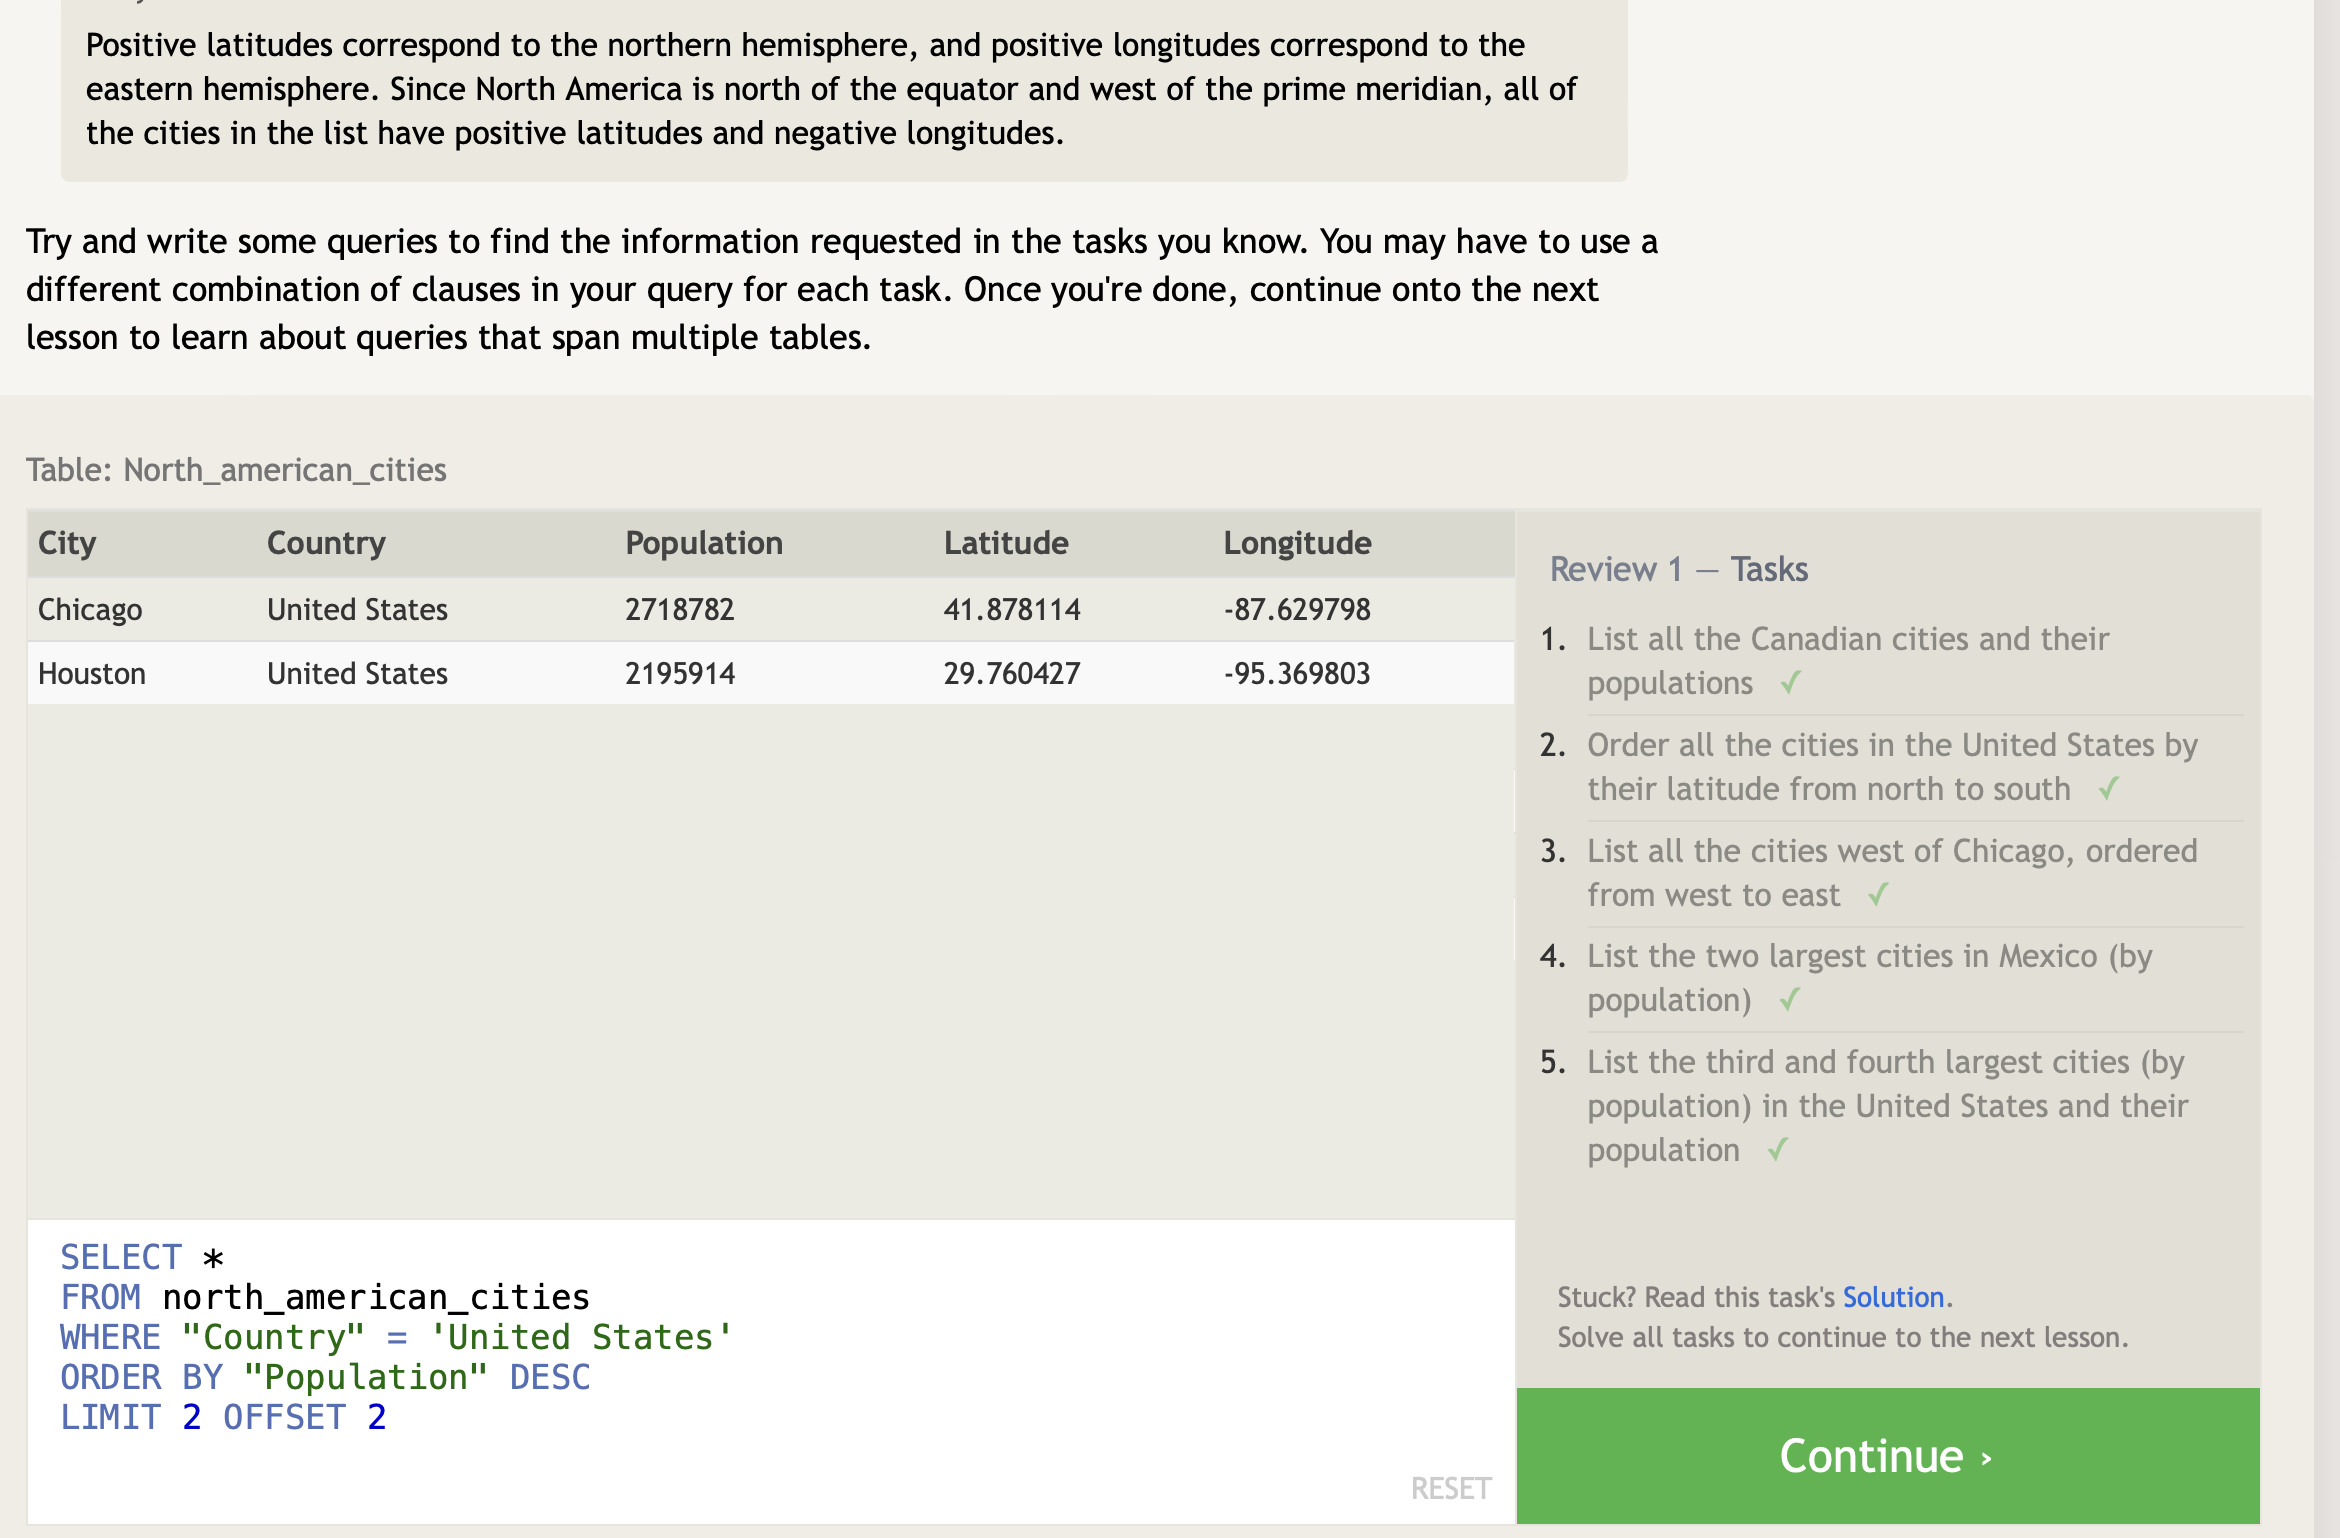 Positive latitudes correspond to the northern hemisphere, and positive longitudes correspond to the
eastern hemisphere. Since North America is north of the equator and west of the prime meridian, all of
the cities in the list have positive latitudes and negative longitudes.
Try and write some queries to find the information requested in the tasks you know. You may have to use a
different combination of clauses in your query for each task. Once you're done, continue onto the next
lesson to learn about queries that span multiple tables.
Table: North_american_cities
City Country Population Latitude Longitude
Chicago United States 2718782 41.878114 -87.629798
Houston United States 2195914 29.760427 -95.369803
SELECT *
FROM north_american_cities
WHERE "Country" = 'United States'
ORDER BY "Population" DESC
LIMIT 2 OFFSET 2
RESET
Review 1 — Tasks
1. List all the Canadian cities and their
populations ✓
2. Order all the cities in the United States by
their latitude from north to south ✓
3. List all the cities west of Chicago, ordered
from west to east ✓
4. List the two largest cities in Mexico (by
population) ✓
5. List the third and fourth largest cities (by
population) in the United States and their
population ✓
Stuck? Read this task's Solution.
Solve all tasks to continue to the next lesson.
Continue ›